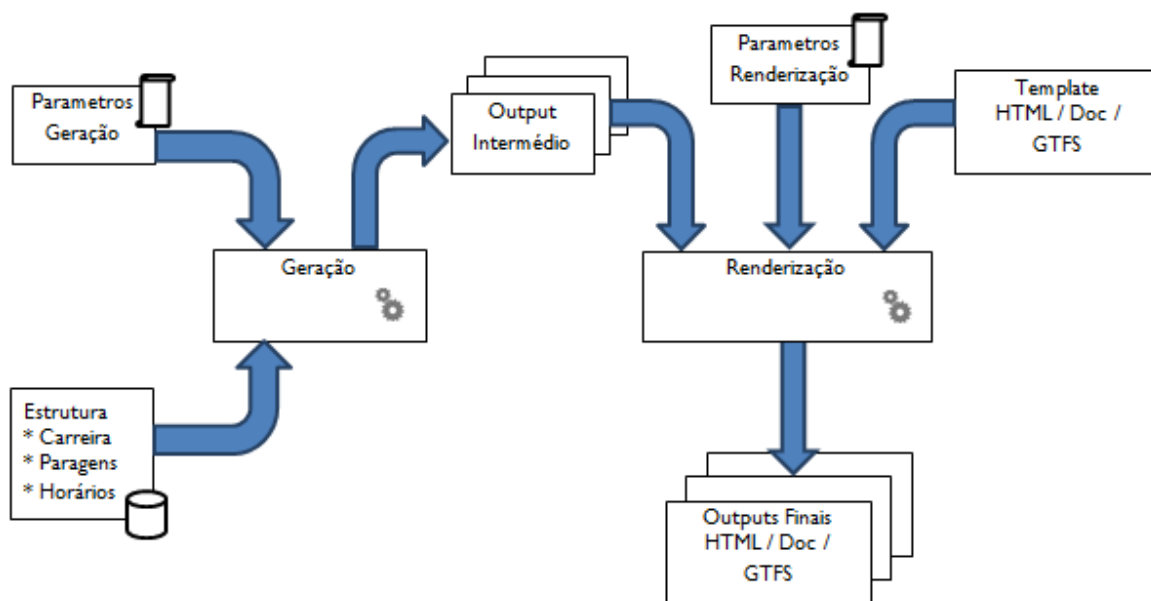 Parametros
Geração
Output
Intermédio
Parametros
Renderização
Template
HTML / Doc /
GTFS
Geração
Renderização
Estrutura
* Carreira
* Paragens
* Horários
Outputs Finais
HTML / Doc /
GTFS